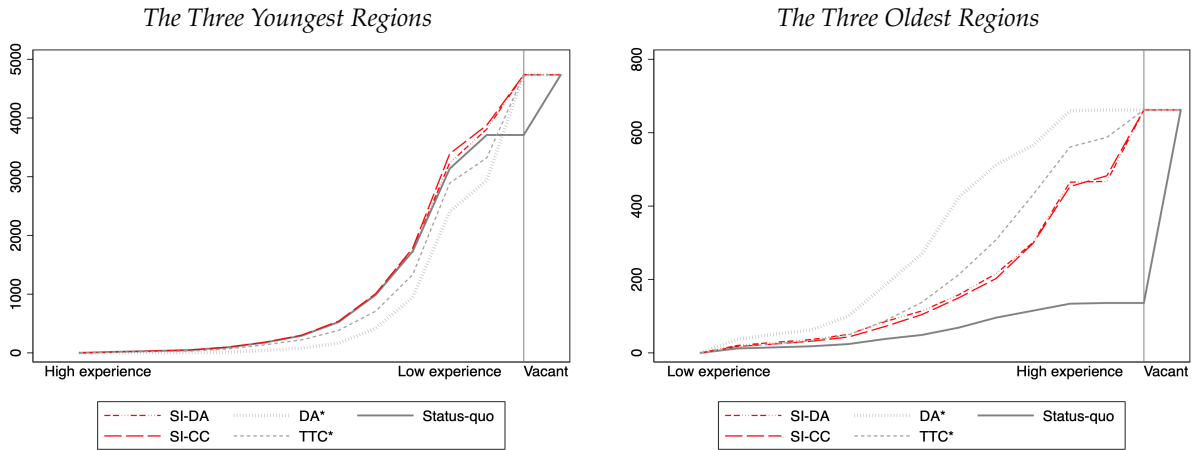 The Three Youngest Regions
5000
4000
3000
2000
1000
0
High experience Low experience Vacant
SI-DA DA* Status-quo
SI-CC TTC*
The Three Oldest Regions
800
600
400
200
0
Low experience High experience Vacant
SI-DA DA* Status-quo
SI-CC TTC*